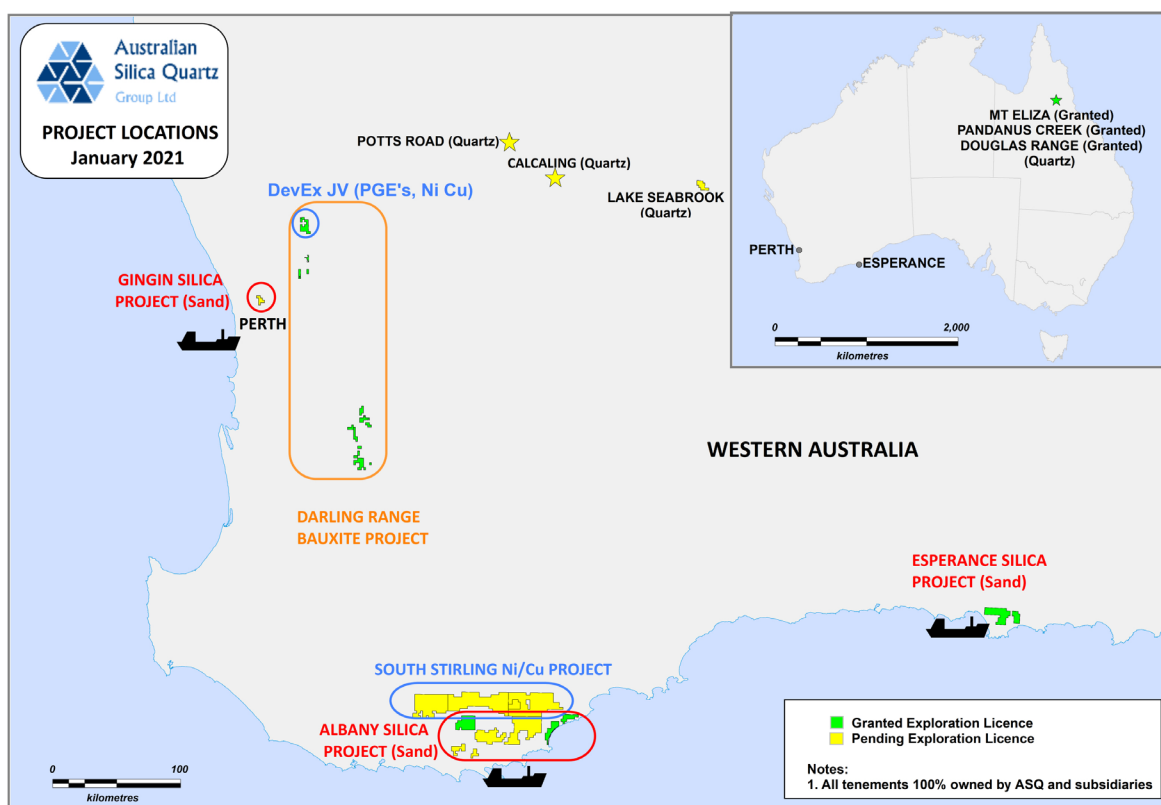 Australian
Silica Quartz
Group Ltd
PROJECT LOCATIONS
January 2021
POTTS ROAD (Quartz)
CALCALING (Quartz)
LAKE SEABROOK
(Quartz)
DevEx JV (PGE's, Ni Cu)
GINGIN SILICA
PROJECT (Sand)
PERTH
DARLING RANGE
BAUXITE PROJECT
WESTERN AUSTRALIA
ESPERANCE SILICA
PROJECT (Sand)
SOUTH STIRLING Ni/Cu PROJECT
ALBANY SILICA
PROJECT (Sand)
0 100
kilometres
MT ELIZA (Granted)
PANDANUS CREEK (Granted)
DOUGLAS RANGE (Granted)
(Quartz)
PERTH
ESPERANCE
0 2,000
kilometres
Granted Exploration Licence
Pending Exploration Licence
Notes:
1. All tenements 100% owned by ASQ and subsidiaries